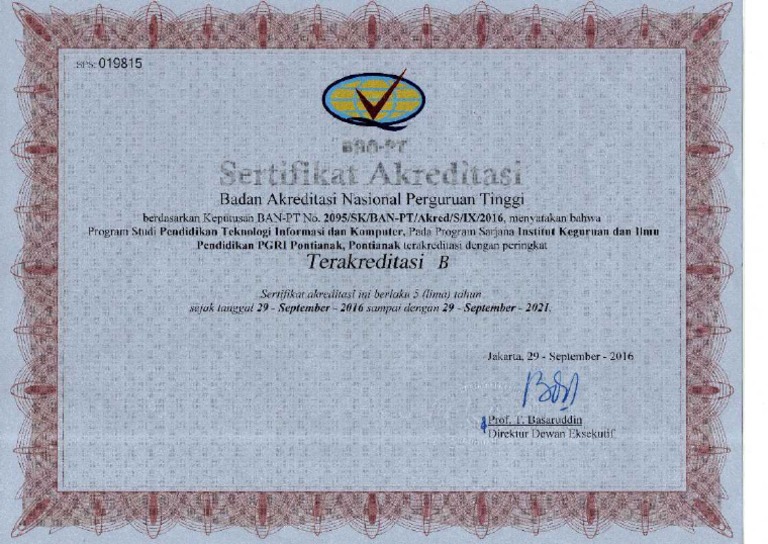 SPS: 019815
BAN-PT
Sertifikat Akreditasi
Badan Akreditasi Nasional Perguruan Tinggi
berdasarkan Keputusan BAN-PT No. 2095/SK/BAN-PT/Akred/S/IX/2016, menyatakan bahwa
Program Studi Pendidikan Teknologi Informasi dan Komputer, Pada Program Sarjana Institut Keguruan dan Ilmu
Pendidikan PGRI Pontianak, Pontianak terakreditasi dengan peringkat
Terakreditasi B
Sertifikat akreditasi ini berlaku 5 (lima) tahun
sejak tanggal 29 - September - 2016 sampai dengan 29 - September - 2021.
Jakarta, 29 - September - 2016
Prof. T. Basaruddin
Direktur Dewan Eksekutif